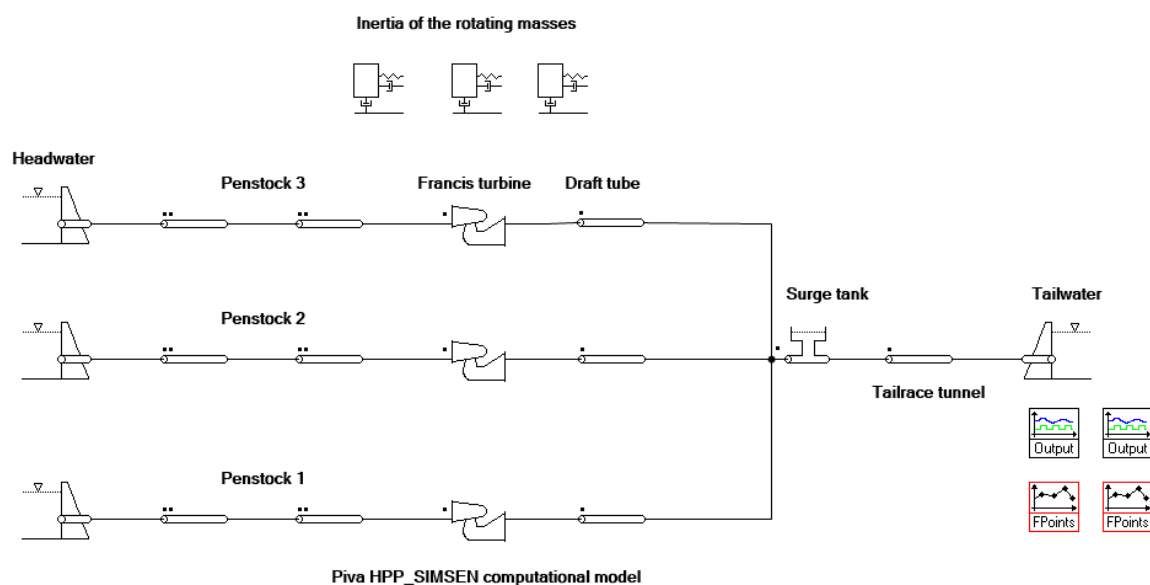 Inertia of the rotating masses
Headwater
Penstock 3
Francis turbine
Draft tube
Penstock 2
Surge tank
Tailwater
Tailrace tunnel
Output
Output
Penstock 1
FPoints
FPoints
Piva HPP_SIMSEN computational model